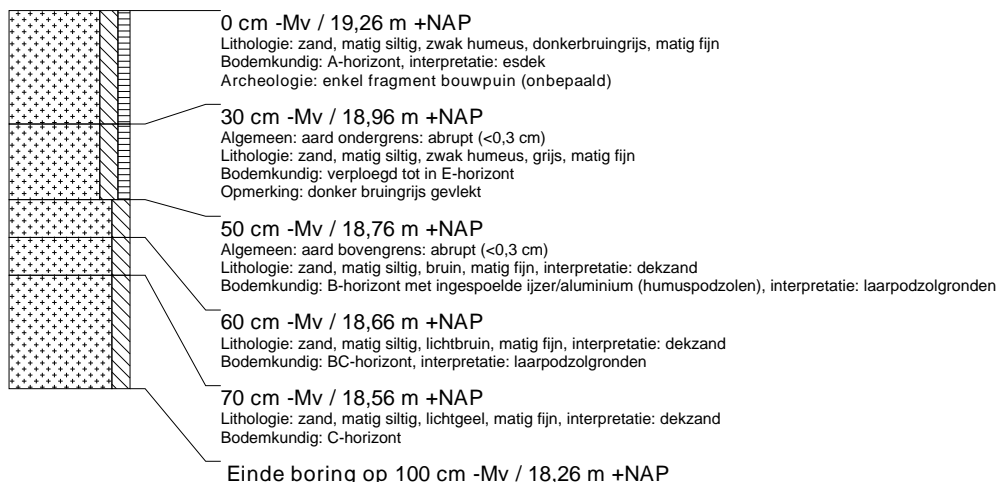 0 cm -Mv / 19,26 m +NAP
Lithologie: zand, matig siltig, zwak humeus, donkerbruingrijs, matig fijn
Bodemkundig: A-horizont, interpretatie: esdek
Archeologie: enkel fragment bouwpuin (onbepaald)
30 cm -Mv / 18,96 m +NAP
Algemeen: aard ondergrens: abrupt (<0,3 cm)
Lithologie: zand, matig siltig, zwak humeus, grijs, matig fijn
Bodemkundig: verploegd tot in E-horizont
Opmerking: donker bruingrijs gevlekt
50 cm -Mv / 18,76 m +NAP
Algemeen: aard bovengrens: abrupt (<0,3 cm)
Lithologie: zand, matig siltig, bruin, matig fijn, interpretatie: dekzand
Bodemkundig: B-horizont met ingespoelde ijzer/aluminium (humuspodzolen), interpretatie: laarpodzolgronden
60 cm -Mv / 18,66 m +NAP
Lithologie: zand, matig siltig, lichtbruin, matig fijn, interpretatie: dekzand
Bodemkundig: BC-horizont, interpretatie: laarpodzolgronden
70 cm -Mv / 18,56 m +NAP
Lithologie: zand, matig siltig, lichtgeel, matig fijn, interpretatie: dekzand
Bodemkundig: C-horizont
Einde boring op 100 cm -Mv / 18,26 m +NAP